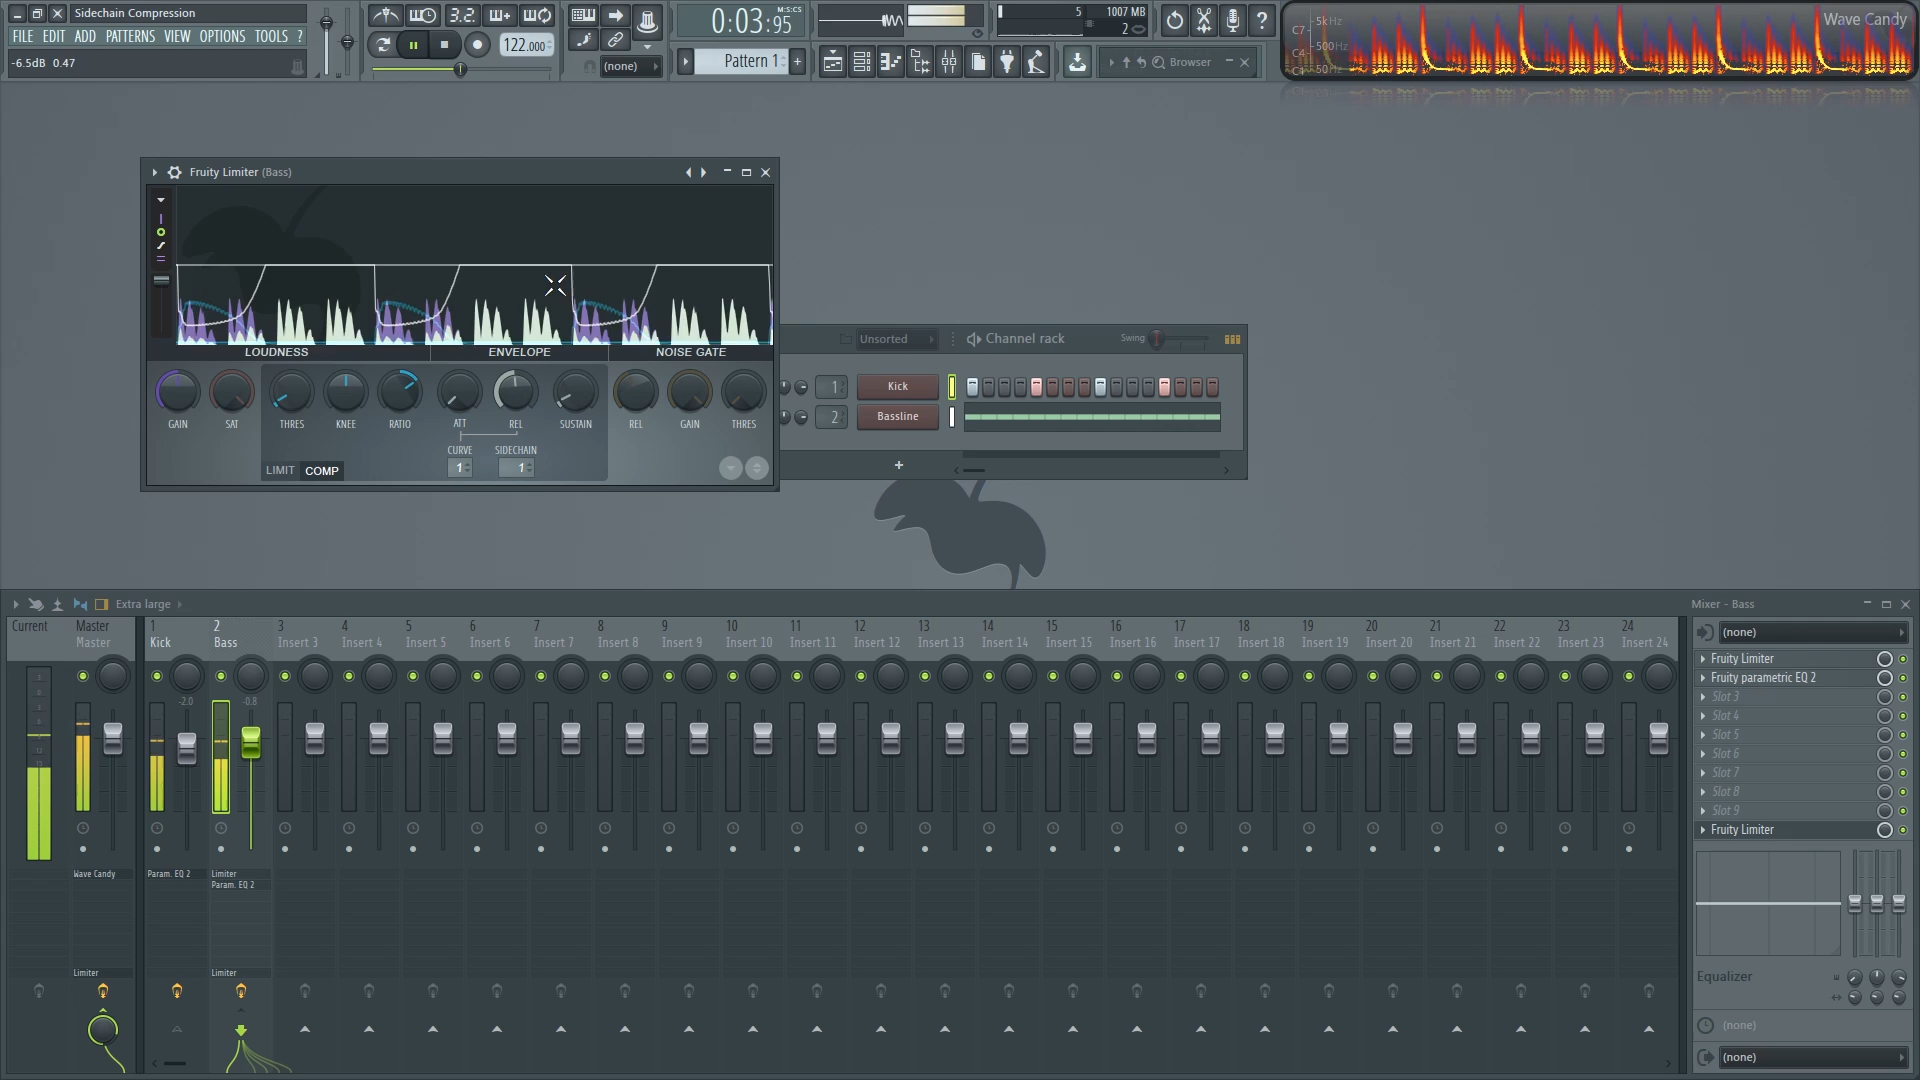 Sidechain Compression
FILE EDIT ADD PATTERNS VIEW OPTIONS TOOLS ?
-6.5dB 0.47
3.2.
122.000
(none)
0:03:95
M:S:CS
Pattern 1
5
1007 MB
2
Browser
Wave Candy
C7 5kHz
C4 500Hz
C1 50Hz
Fruity Limiter (Bass)
LOUDNESS
ENVELOPE
NOISE GATE
GAIN
SAT
THRES
KNEE
RATIO
ATT
REL
SUSTAIN
REL
GAIN
THRES
CURVE
SIDECHAIN
LIMIT
COMP
1
1
Unsorted
Channel rack
Swing
1
Kick
2
Bassline
+
Extra large
Mixer - Bass
Current
Master
Master
1
Kick
2
Bass
3
Insert 3
4
Insert 4
5
Insert 5
6
Insert 6
7
Insert 7
8
Insert 8
9
Insert 9
10
Insert 10
11
Insert 11
12
Insert 12
13
Insert 13
14
Insert 14
15
Insert 15
16
Insert 16
17
Insert 17
18
Insert 18
19
Insert 19
20
Insert 20
21
Insert 21
22
Insert 22
23
Insert 23
24
Insert 24
-2.0
-0.8
Wave Candy
Param. EQ 2
Limiter
Param. EQ 2
Limiter
Limiter
(none)
Fruity Limiter
Fruity parametric EQ 2
Slot 3
Slot 4
Slot 5
Slot 6
Slot 7
Slot 8
Slot 9
Fruity Limiter
Equalizer
(none)
(none)